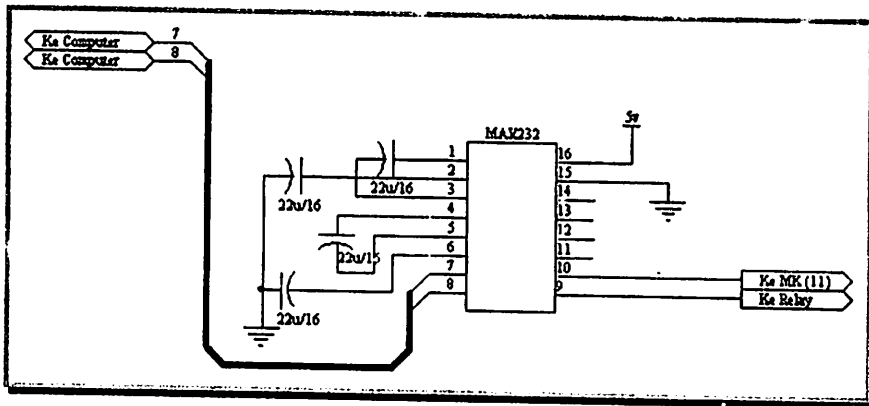 Ke Computer 7
Ke Computer 8
MAX232
5v
1
2
3
4
5
6
7
8
16
15
14
13
12
11
10
9
22u/16
22u/16
22u/15
22u/16
Ke MK (11)
Ke Relay